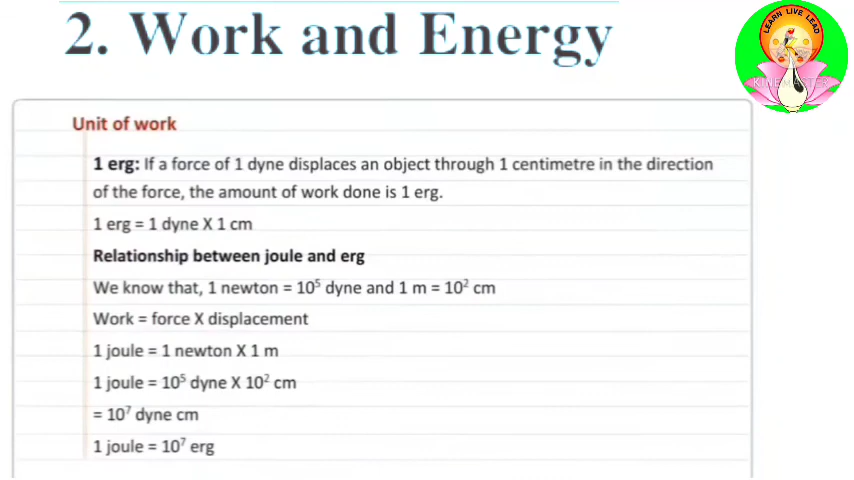 2. Work and Energy
LEARN LIVE LEAD
KINEMASTER
Unit of work
1 erg: If a force of 1 dyne displaces an object through 1 centimetre in the direction
of the force, the amount of work done is 1 erg.
1 erg = 1 dyne X 1 cm
Relationship between joule and erg
We know that, 1 newton = 10⁵ dyne and 1 m = 10² cm
Work = force X displacement
1 joule = 1 newton X 1 m
1 joule = 10⁵ dyne X 10² cm
= 10⁷ dyne cm
1 joule = 10⁷ erg